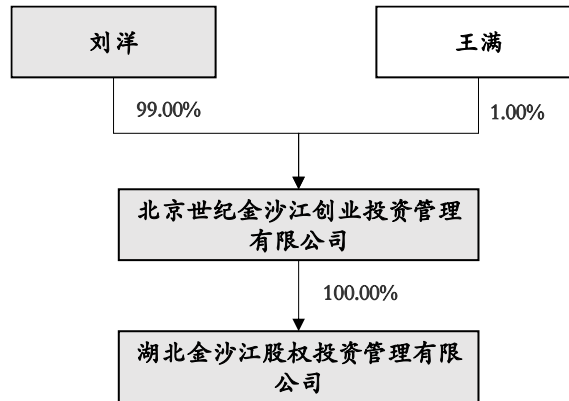 刘洋
王满
99.00%
1.00%
北京世纪金沙江创业投资管理
有限公司
100.00%
湖北金沙江股权投资管理有限
公司